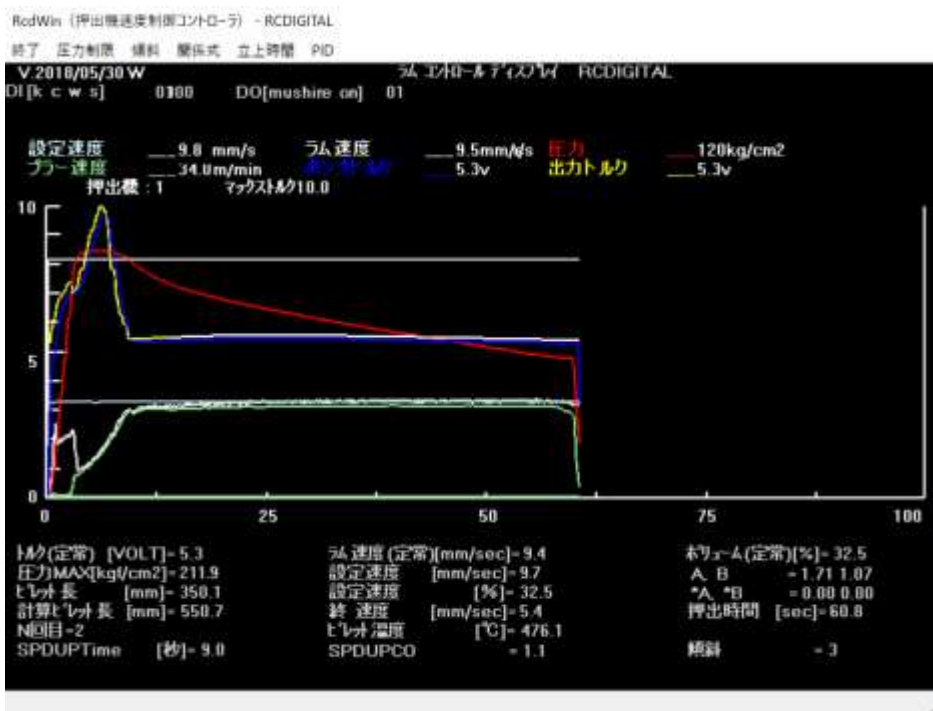 RcdWin (押出機速度制御コントローラ) - RCDIGITAL
終了 圧力制限 傾斜 関係式 立上時間 PID
V.2018/05/30 W ラム コントロール ディスプレイ RCDIGITAL
DI[k c w s] DO[mushire on] 01
設定速度 9.8 mm/s ラム速度 9.5mm/ 圧力 120kg/cm2
プラー速度 34.0m/min 5.3v 出力トルク 5.3v
押出機 : 1 マックストルク10.0
10
5
0
0 25 50 75 100
トルク(定常) [VOLT]= 5.3 ラム速度 (定常)[mm/sec]= 9.4 ボリューム(定常)[%]= 32.5
圧力MAX[kgf/cm2]= 211.9 設定速度 [mm/sec]= 9.7 A, B = 1.71 1.07
ビレット長 [mm]= 350.1 設定速度 [%]= 32.5 *A, *B = 0.00 0.00
計算ビレット長 [mm]= 550.7 終 速度 [mm/sec]= 5.4 押出時間 [sec]= 60.8
N回目=2 ビレット温度 [℃]= 476.1
SPDUPTime [秒]= 9.0 SPDUPCO = 1.1 傾斜 = 3